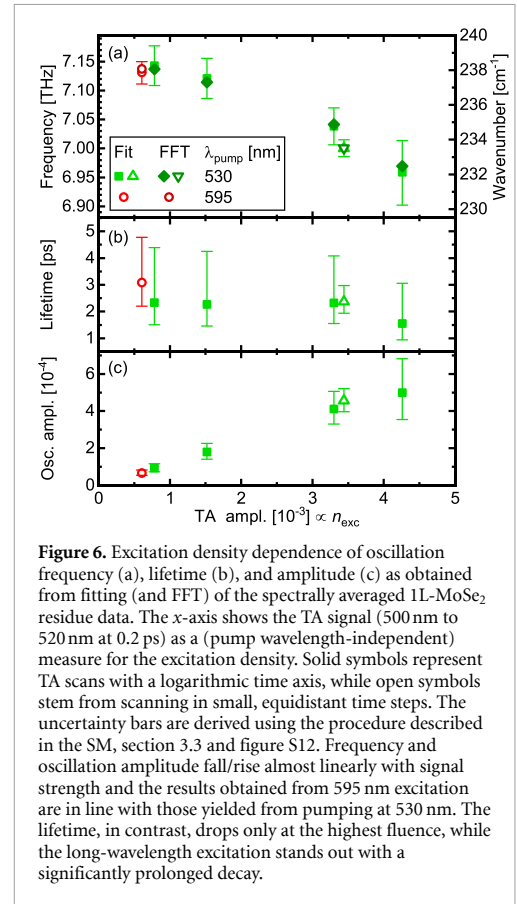 (a)
Frequency [THz]
7.15
7.10
7.05
7.00
6.95
6.90
Wavenumber [cm⁻¹]
240
238
236
234
232
230
Fit FFT λpump [nm]
530
595
(b)
Lifetime [ps]
5
4
3
2
1
(c)
Osc. ampl. [10⁻⁴]
6
4
2
0
0 1 2 3 4 5
TA ampl. [10⁻³] ∝ nexc
Figure 6. Excitation density dependence of oscillation
frequency (a), lifetime (b), and amplitude (c) as obtained
from fitting (and FFT) of the spectrally averaged 1L-MoSe₂
residue data. The x-axis shows the TA signal (500 nm to
520 nm at 0.2 ps) as a (pump wavelength-independent)
measure for the excitation density. Solid symbols represent
TA scans with a logarithmic time axis, while open symbols
stem from scanning in small, equidistant time steps. The
uncertainty bars are derived using the procedure described
in the SM, section 3.3 and figure S12. Frequency and
oscillation amplitude fall/rise almost linearly with signal
strength and the results obtained from 595 nm excitation
are in line with those yielded from pumping at 530 nm. The
lifetime, in contrast, drops only at the highest fluence, while
the long-wavelength excitation stands out with a
significantly prolonged decay.